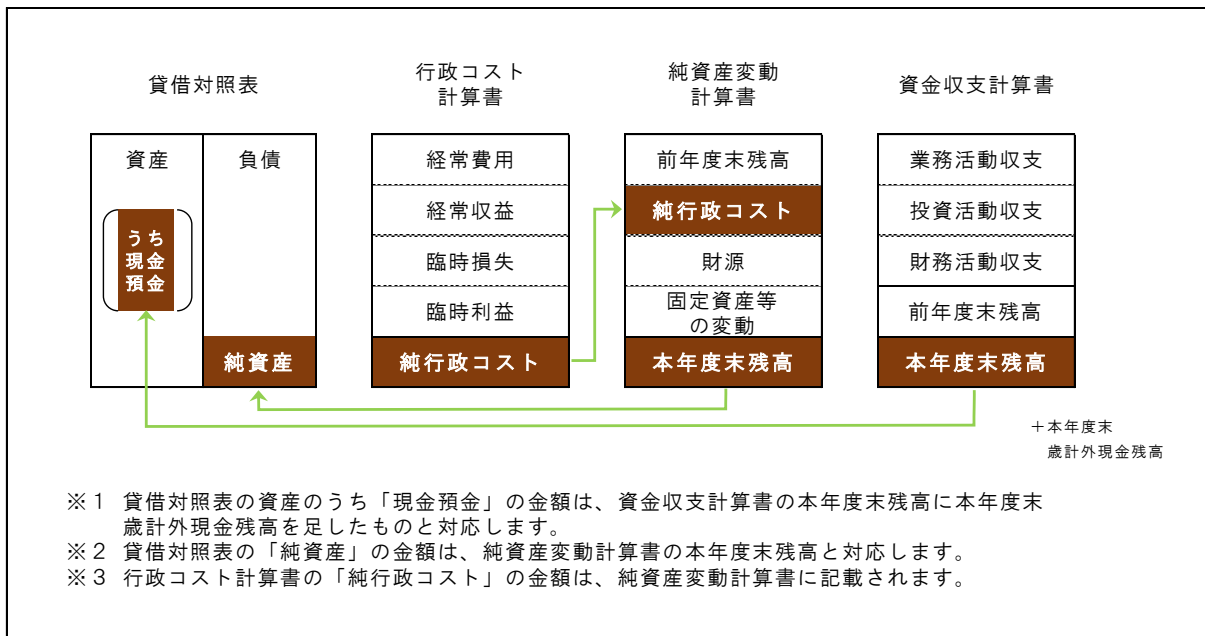 貸借対照表
行政コスト
計算書
純資産変動
計算書
資金収支計算書
資産
負債
うち
現金
預金
純資産
経常費用
経常収益
臨時損失
臨時利益
純行政コスト
前年度末残高
純行政コスト
財源
固定資産等
の変動
本年度末残高
業務活動収支
投資活動収支
財務活動収支
前年度末残高
本年度末残高
＋本年度末
歳計外現金残高
※１ 貸借対照表の資産のうち「現金預金」の金額は、資金収支計算書の本年度末残高に本年度末
歳計外現金残高を足したものと対応します。
※２ 貸借対照表の「純資産」の金額は、純資産変動計算書の本年度末残高と対応します。
※３ 行政コスト計算書の「純行政コスト」の金額は、純資産変動計算書に記載されます。